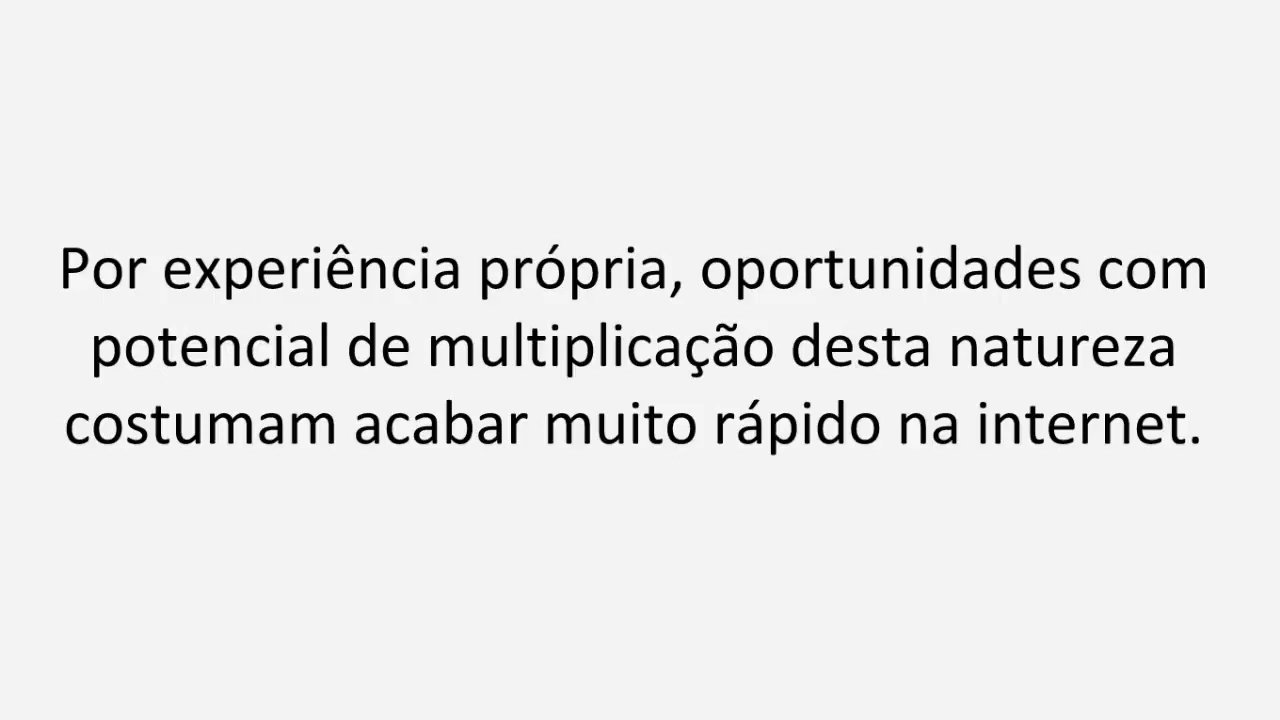 Por experiência própria, oportunidades com
potencial de multiplicação desta natureza
costumam acabar muito rápido na internet.